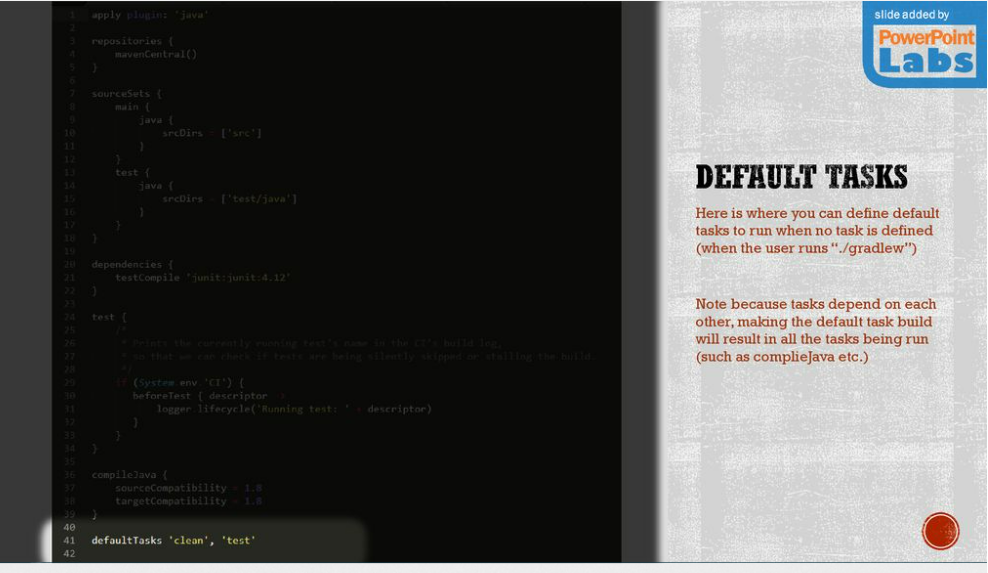 slide added by
PowerPoint
Labs
1 apply plugin: 'java'
2
3 repositories {
4 mavenCentral()
5 }
6
7 sourceSets {
8 main {
9 java {
10 srcDirs = ['src']
11 }
12 }
13 test {
14 java {
15 srcDirs = ['test/java']
16 }
17 }
18 }
19
20 dependencies {
21 testCompile 'junit:junit:4.12'
22 }
23
24 test {
25 /*
26 * Prints the currently running test's name in the CI's build log,
27 * so that we can check if tests are being silently skipped or stalling the build.
28 */
29 if (System.env.'CI') {
30 beforeTest { descriptor ->
31 logger.lifecycle('Running test: ' + descriptor)
32 }
33 }
34 }
35
36 compileJava {
37 sourceCompatibility = 1.8
38 targetCompatibility = 1.8
39 }
40
41 defaultTasks 'clean', 'test'
42
DEFAULT TASKS
Here is where you can define default
tasks to run when no task is defined
(when the user runs “./gradlew”)
Note because tasks depend on each
other, making the default task build
will result in all the tasks being run
(such as complieJava etc.)